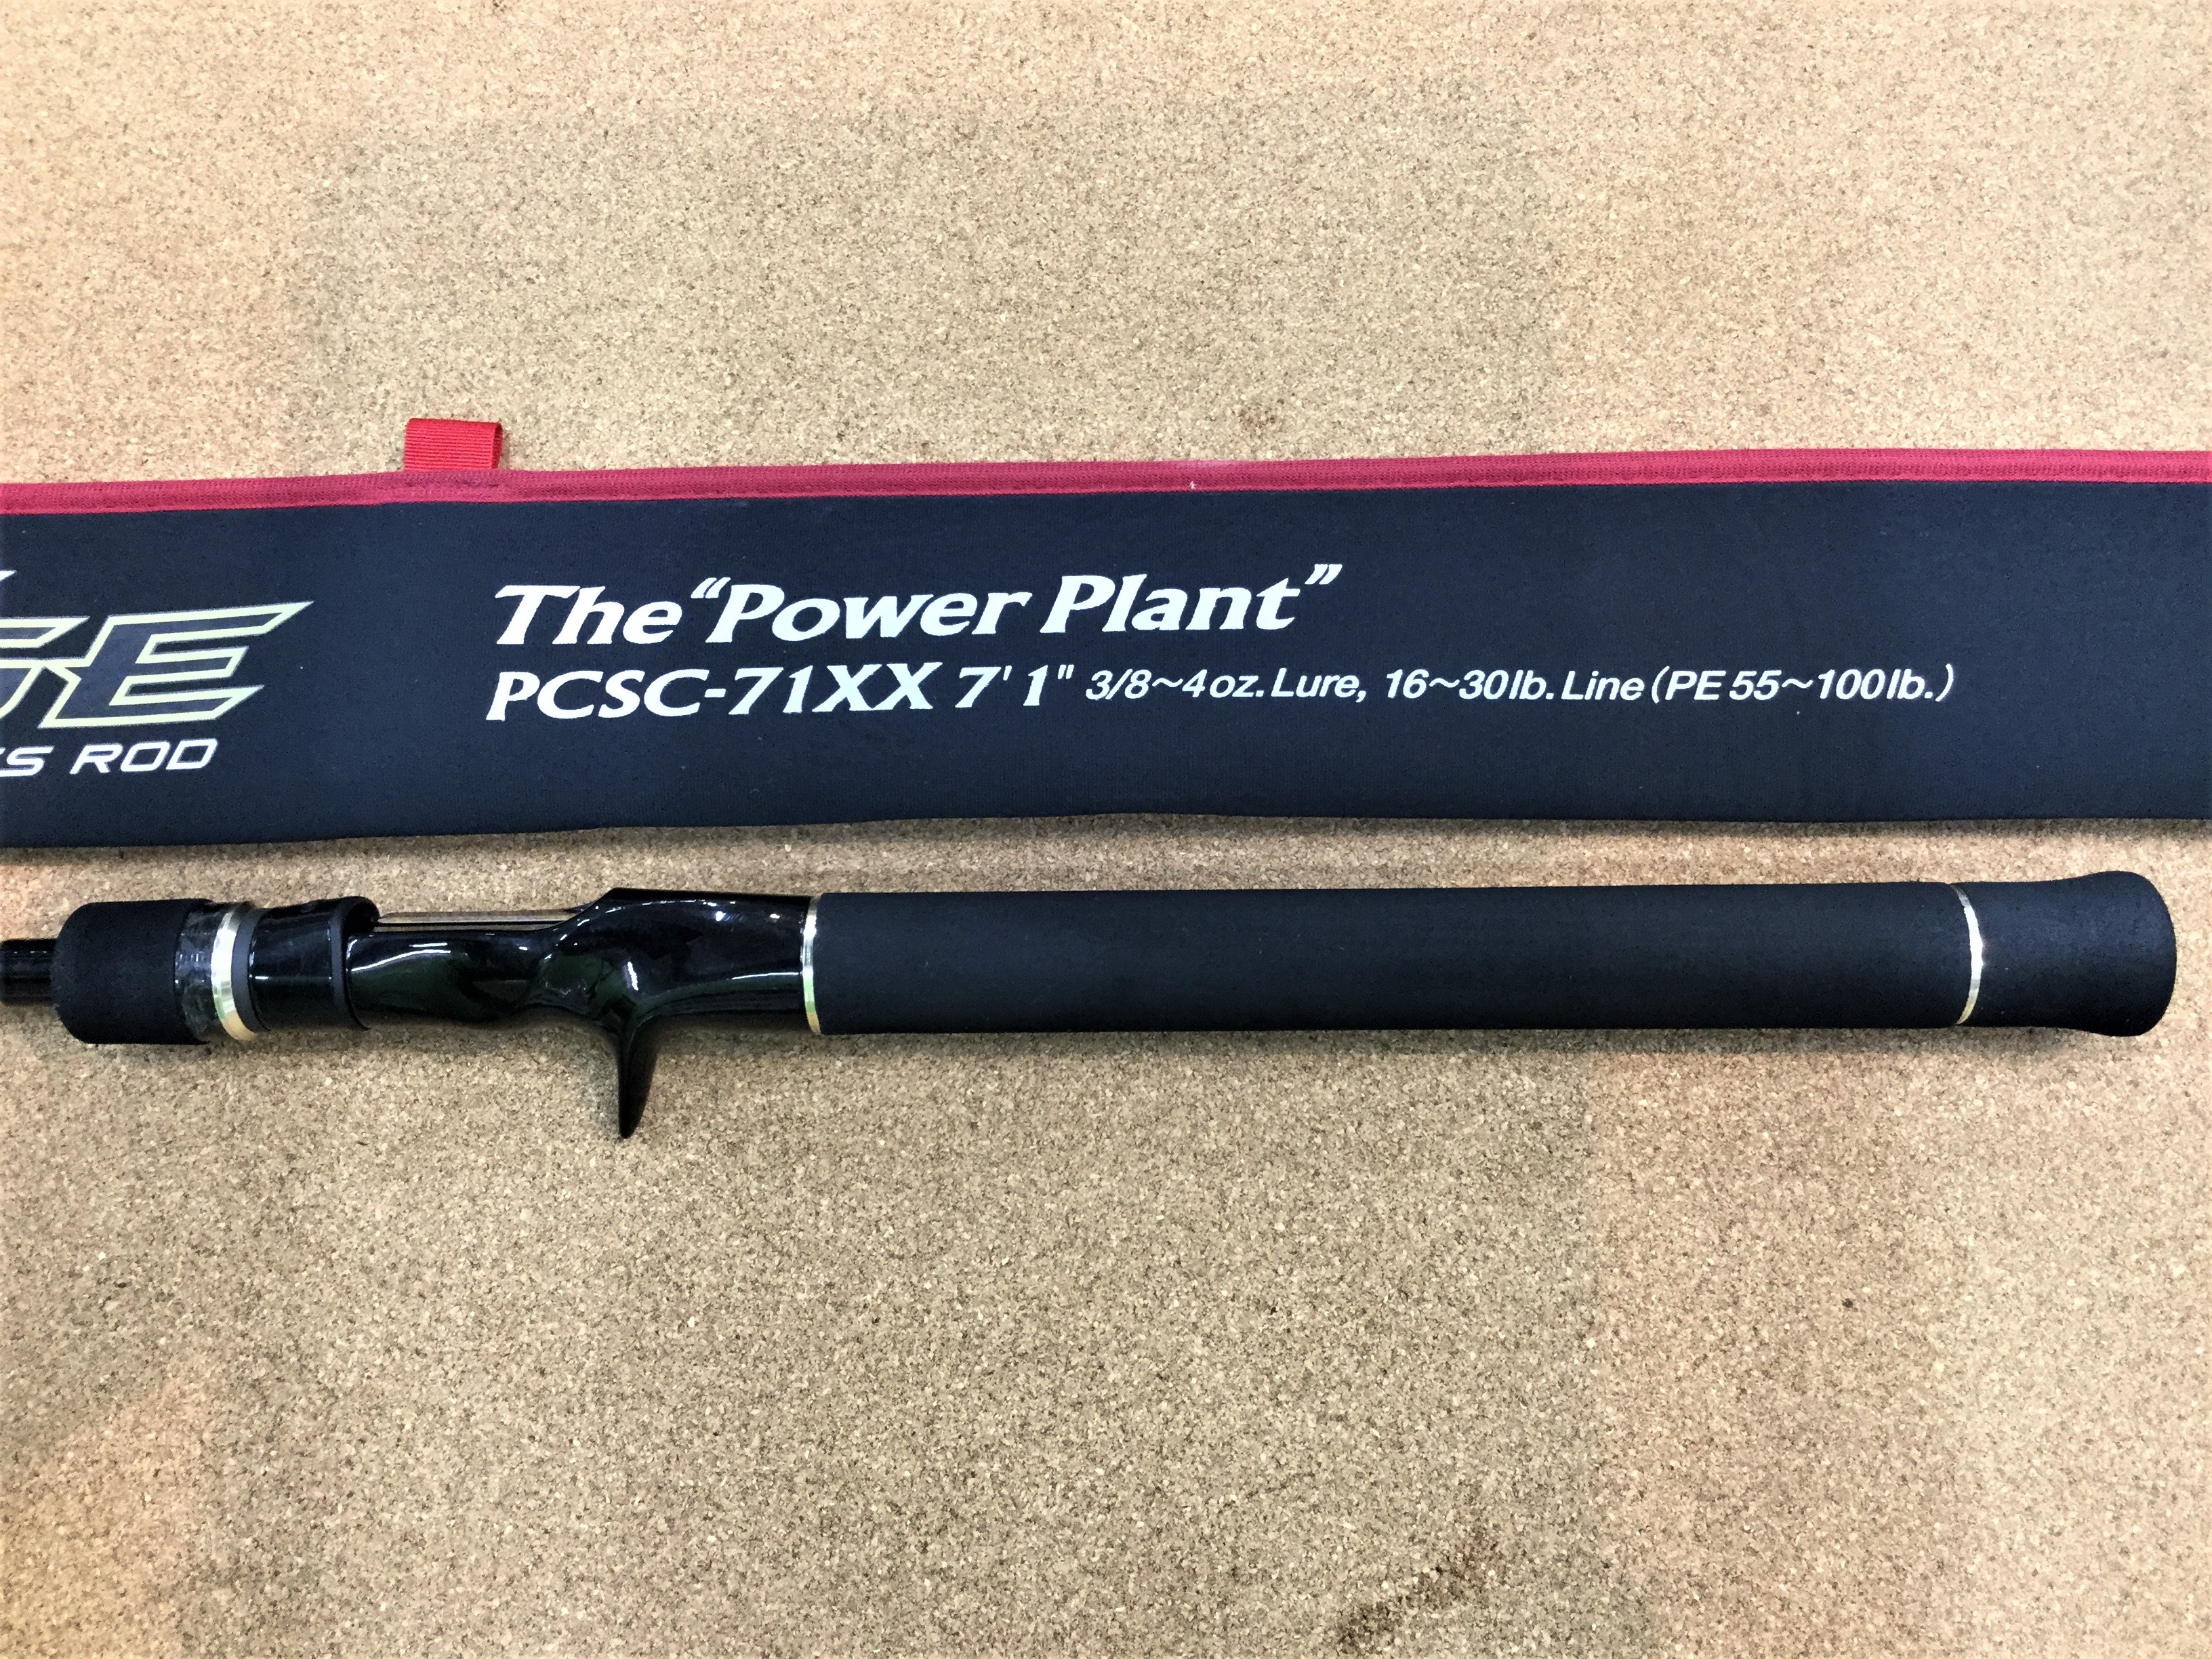 The "Power Plant"
PCSC-71XX 7' 1" 3/8~4oz. Lure, 16~30lb. Line (PE 55~100lb.)
ROD